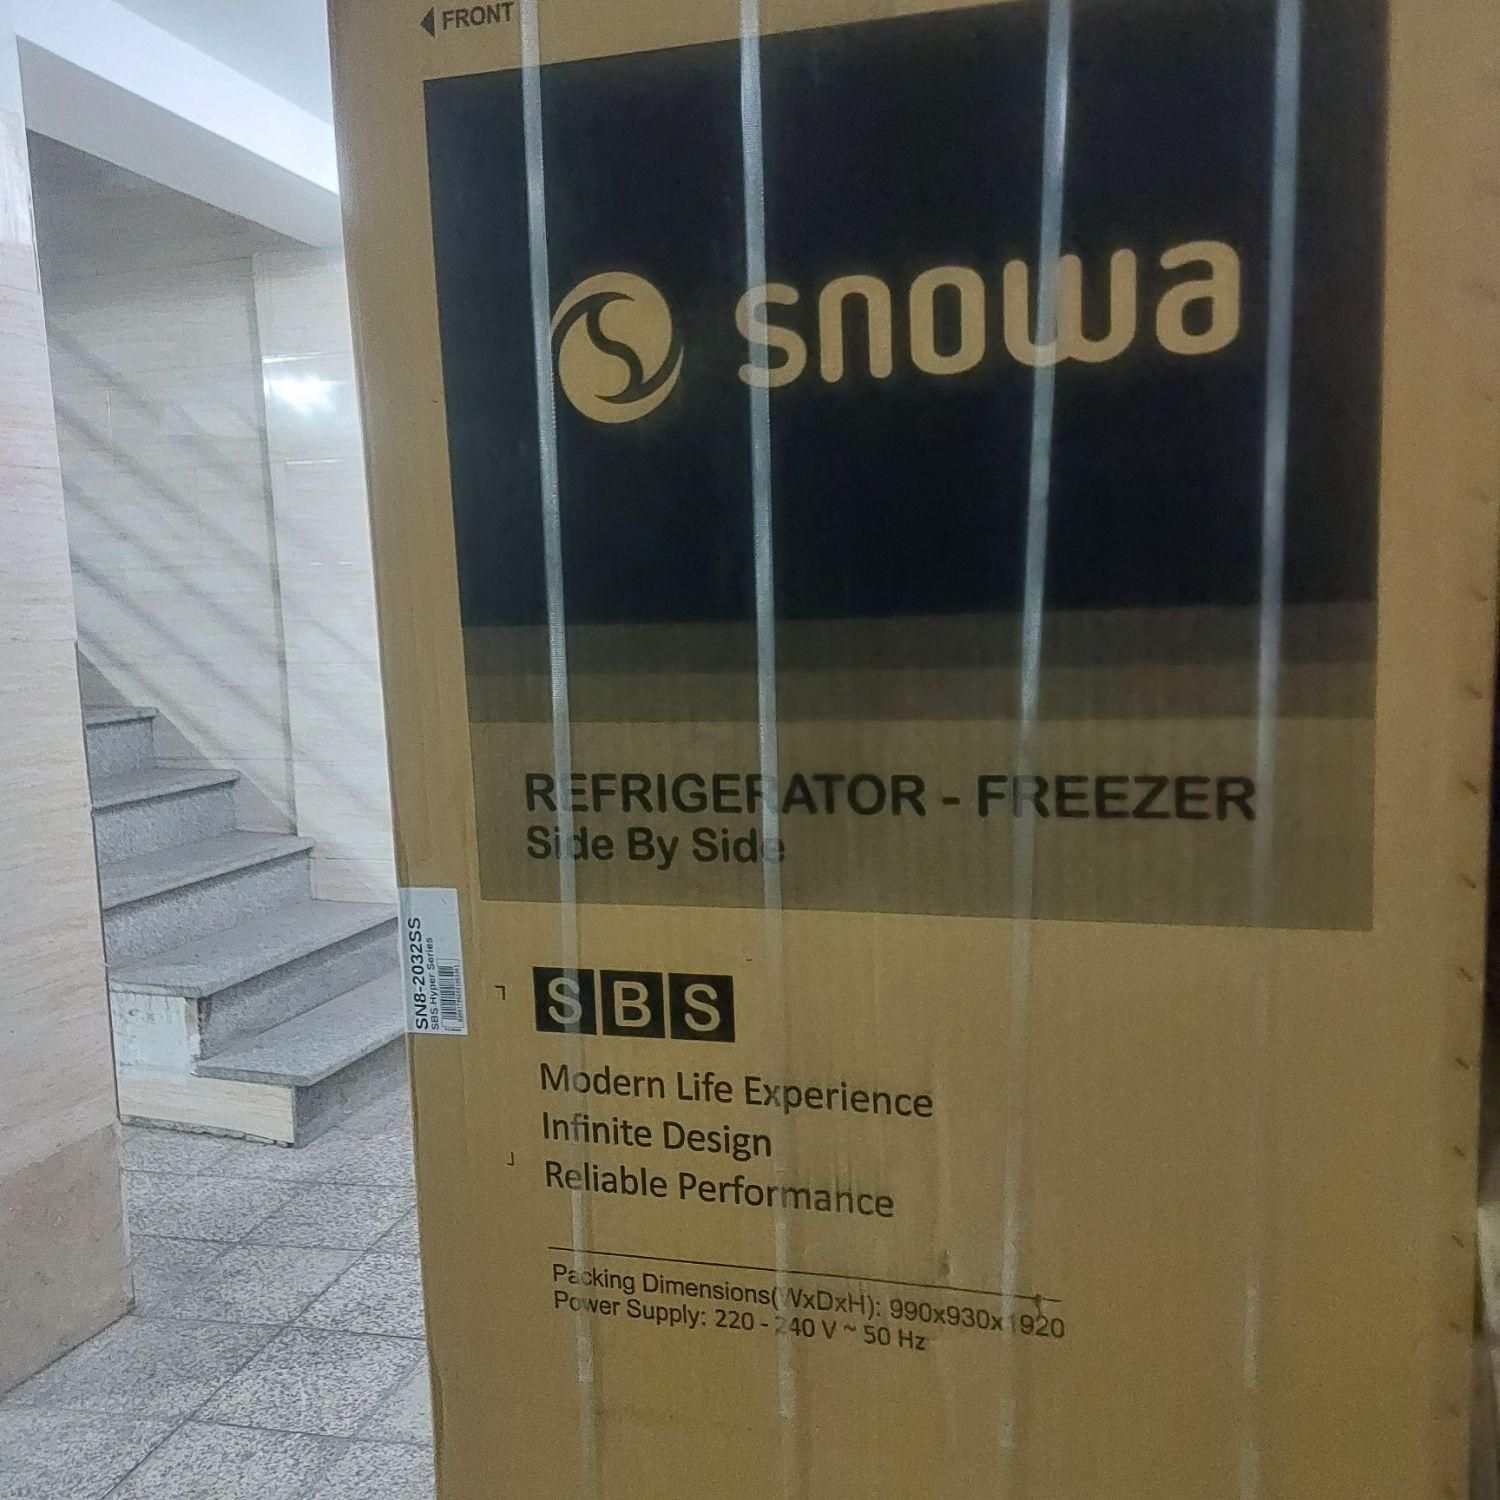 FRONT
snowa
REFRIGERATOR - FREEZER
Side By Side
SN8-2032SS
SBS Hyper Series
SBS
Modern Life Experience
Infinite Design
Reliable Performance
Packing Dimensions(WxDxH): 990x930x1920
Power Supply: 220 - 240 V ~ 50 Hz